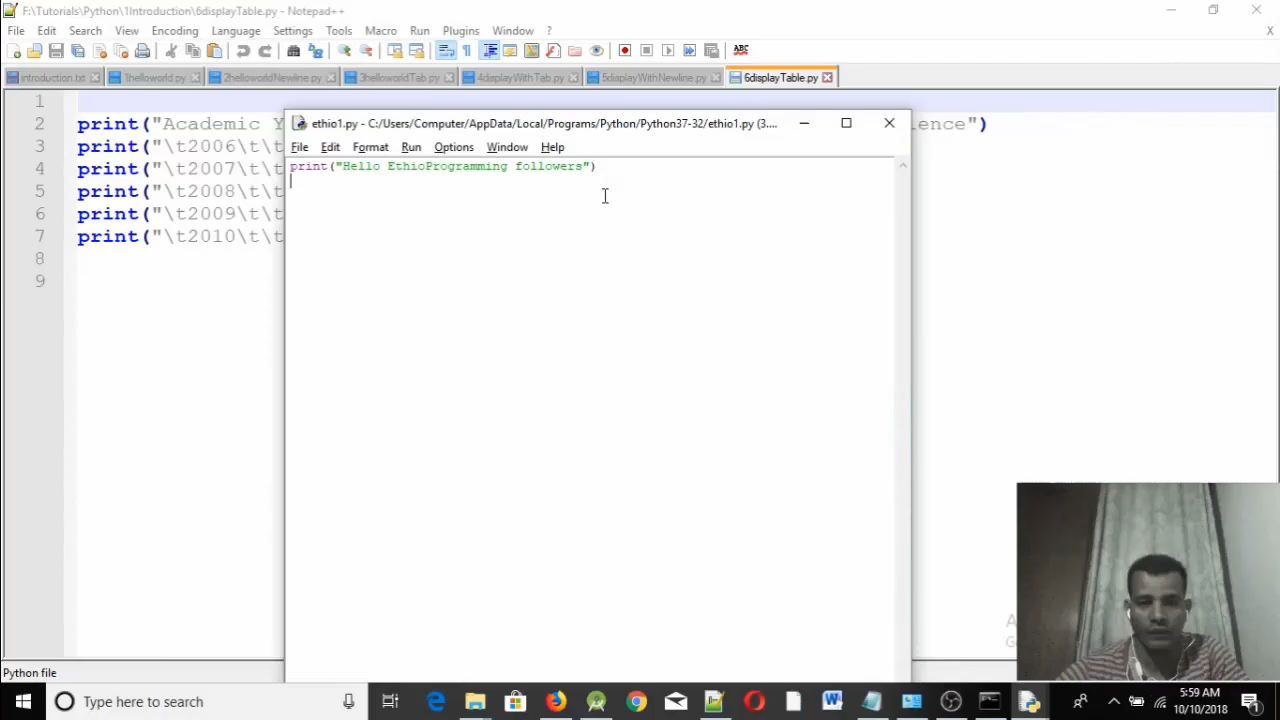 F:\Tutorials\Python\1Introduction\6displayTable.py - Notepad++
File Edit Search View Encoding Language Settings Tools Macro Run Plugins Window ? X
ABC
introduction.txt 1helloworld.py 2helloworldNewline.py 3helloworldTab.py 4displayWithTab.py 5displayWithNewline.py 6displayTable.py
1
2 print("Academic Y ience")
3 print("\t2006\t\t
4 print("\t2007\t\t
5 print("\t2008\t\t
6 print("\t2009\t\t
7 print("\t2010\t\t
8
9
ethio1.py - C:/Users/Computer/AppData/Local/Programs/Python/Python37-32/ethio1.py (3....
File Edit Format Run Options Window Help
print("Hello EthioProgramming followers")
Python file
Type here to search
5:59 AM
10/10/2018
1